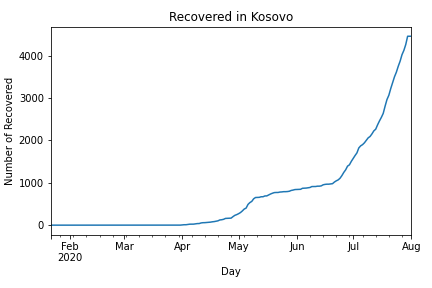 Recovered in Kosovo
Number of Recovered
4000
3000
2000
1000
0
Feb Mar Apr May Jun Jul Aug
2020
Day